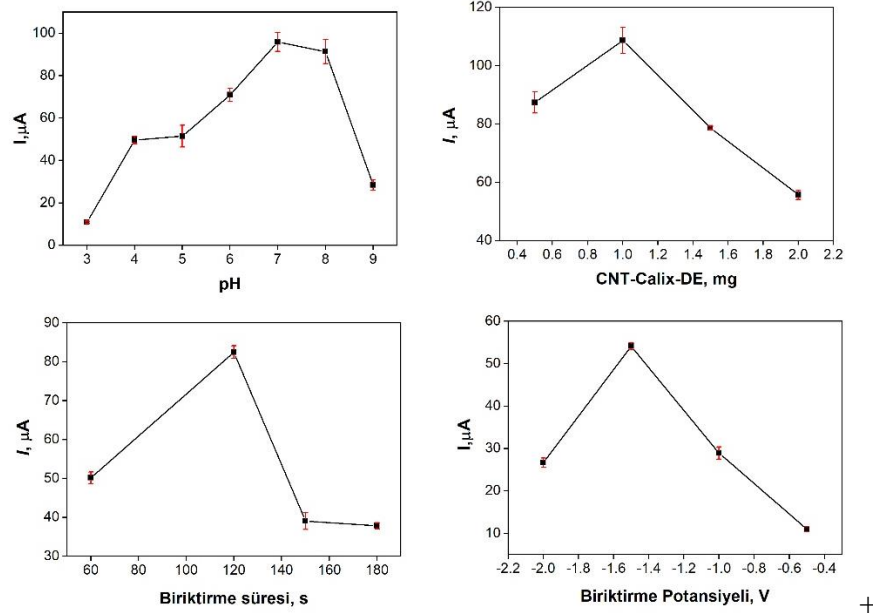 100
80
60
40
20
0
I,µA
3 4 5 6 7 8 9
pH
120
100
80
60
40
I, µA
0.4 0.6 0.8 1.0 1.2 1.4 1.6 1.8 2.0 2.2
CNT-Calix-DE, mg
90
80
70
60
50
40
30
I, µA
60 80 100 120 140 160 180
Biriktirme süresi, s
60
50
40
30
20
10
I,µA
-2.2 -2.0 -1.8 -1.6 -1.4 -1.2 -1.0 -0.8 -0.6 -0.4
Biriktirme Potansiyeli, V
+